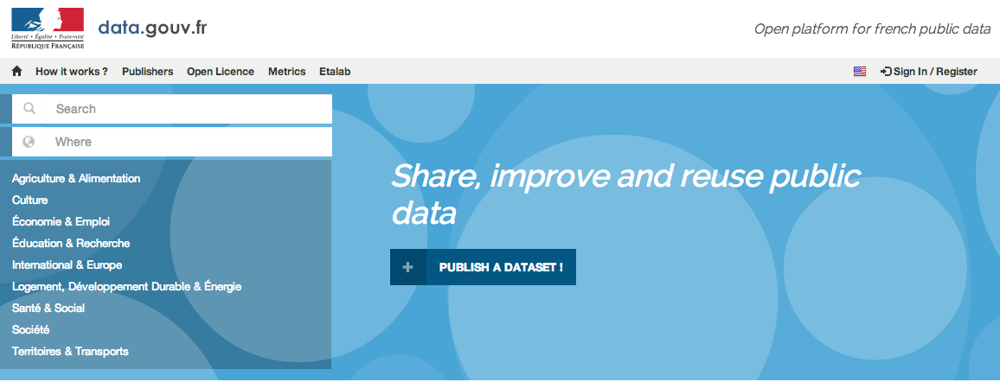 Liberté • Égalité • Fraternité
RÉPUBLIQUE FRANÇAISE
data.gouv.fr
Open platform for french public data
How it works ?
Publishers
Open Licence
Metrics
Etalab
Sign In / Register
Search
Where
Agriculture & Alimentation
Culture
Économie & Emploi
Éducation & Recherche
International & Europe
Logement, Développement Durable & Énergie
Santé & Social
Société
Territoires & Transports
Share, improve and reuse public
data
PUBLISH A DATASET !